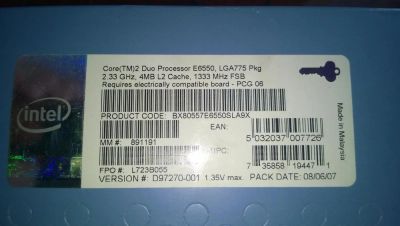 Core(TM)2 Duo Processor E6550, LGA775 Pkg
2.33 GHz, 4MB L2 Cache, 1333 MHz FSB
Requires electrically compatible board - PCG 06
intel
PRODUCT CODE: BX80557E6550SLA9X
EAN:
5 032037 007726
MM #: 891191
UPC:
7 35858 19447 1
Made in Malaysia
FPO #: L723B055
VERSION #: D97270-001 1.35V max. PACK DATE: 08/06/07